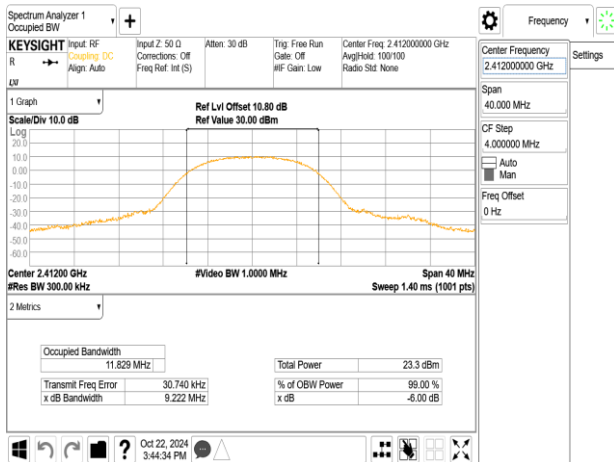 Spectrum Analyzer 1
Occupied BW
Frequency
KEYSIGHT
R
LXI
Input: RF
Coupling: DC
Align: Auto
Input Z: 50 Ω
Corrections: Off
Freq Ref: Int (S)
Atten: 30 dB
Trig: Free Run
Gate: Off
#IF Gain: Low
Center Freq: 2.412000000 GHz
Avg|Hold: 100/100
Radio Std: None
Center Frequency
2.412000000 GHz
Settings
Span
40.000 MHz
CF Step
4.000000 MHz
Auto
Man
Freq Offset
0 Hz
1 Graph
Scale/Div 10.0 dB
Ref Lvl Offset 10.80 dB
Ref Value 30.00 dBm
Log
20.0
10.0
0.00
-10.0
-20.0
-30.0
-40.0
-50.0
-60.0
Center 2.41200 GHz
#Video BW 1.0000 MHz
Span 40 MHz
#Res BW 300.00 kHz
Sweep 1.40 ms (1001 pts)
2 Metrics
Occupied Bandwidth
11.829 MHz
Total Power 23.3 dBm
Transmit Freq Error 30.740 kHz
% of OBW Power 99.00 %
x dB Bandwidth 9.222 MHz
x dB -6.00 dB
?
Oct 22, 2024
3:44:34 PM